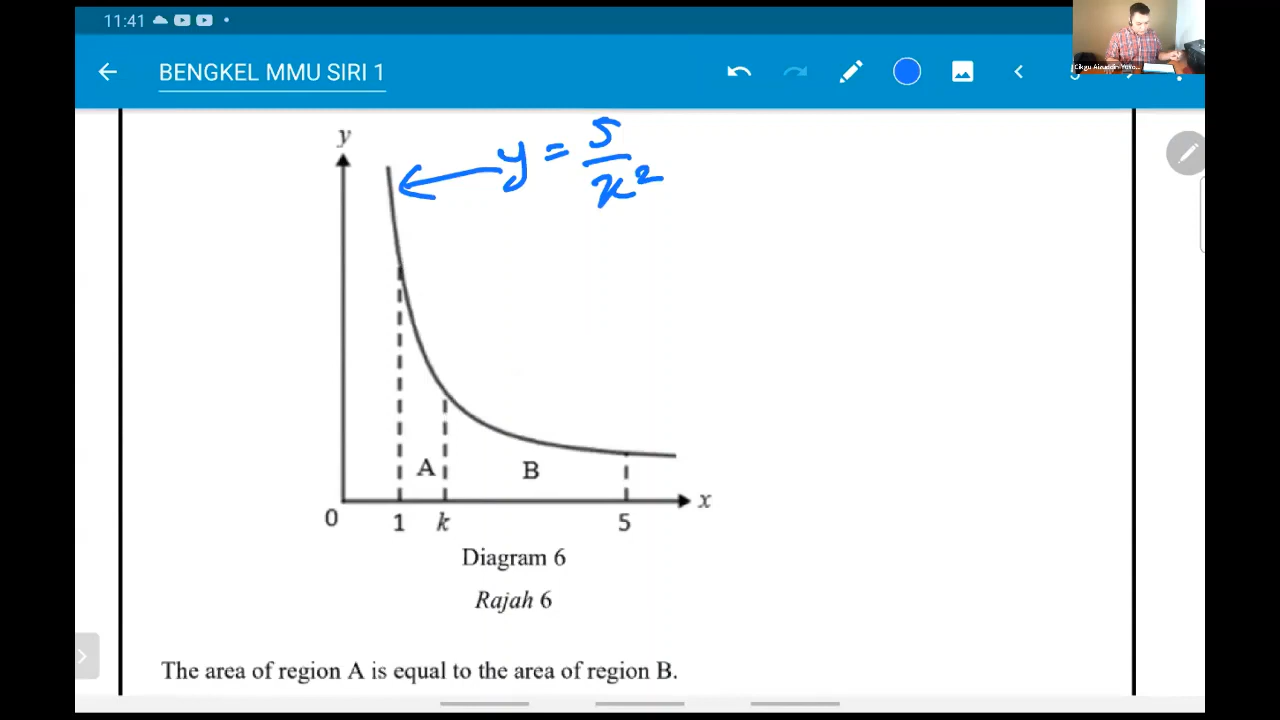 11:41
BENGKEL MMU SIRI 1
y
y = 5/x²
A
B
0
1
k
5
x
Diagram 6
Rajah 6
The area of region A is equal to the area of region B.